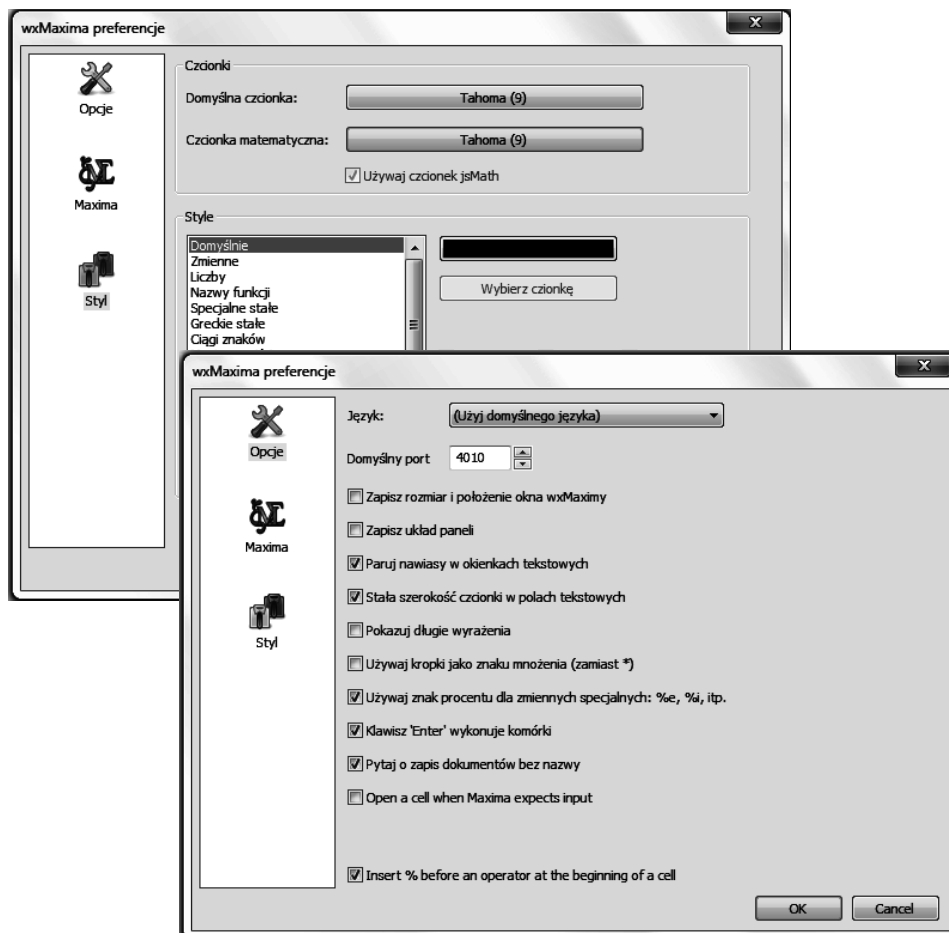 wxMaxima preferencje
Opcje
Maxima
Styl
Czcionki
Domyślna czcionka: Tahoma (9)
Czcionka matematyczna: Tahoma (9)
Używaj czcionek jsMath
Style
Domyślnie
Zmienne
Liczby
Nazwy funkcji
Specjalne stałe
Greckie stałe
Ciągi znaków
Wybierz czionkę
wxMaxima preferencje
Opcje
Maxima
Styl
Język: (Użyj domyślnego języka)
Domyślny port 4010
Zapisz rozmiar i położenie okna wxMaximy
Zapisz układ paneli
Paruj nawiasy w okienkach tekstowych
Stała szerokość czcionki w polach tekstowych
Pokazuj długie wyrażenia
Używaj kropki jako znaku mnożenia (zamiast *)
Używaj znak procentu dla zmiennych specjalnych: %e, %i, itp.
Klawisz 'Enter' wykonuje komórki
Pytaj o zapis dokumentów bez nazwy
Open a cell when Maxima expects input
Insert % before an operator at the beginning of a cell
OK Cancel